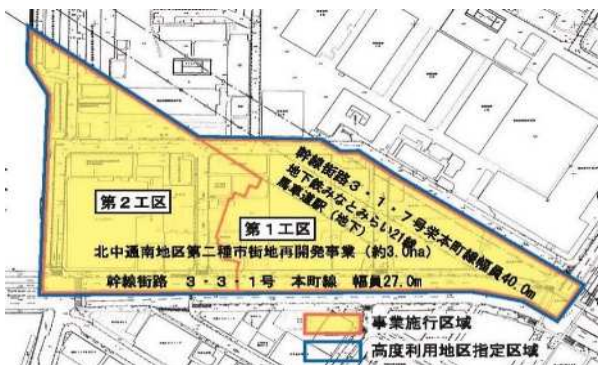 幹線街路3・1・7号栄本町線幅員40.0m
地下鉄みなとみらい21線
馬車道駅(地下)
第2工区
第1工区
北中通南地区第二種市街地再開発事業(約3.0ha)
幹線街路 3・3・1号 本町線 幅員27.0m
事業施行区域
高度利用地区指定区域